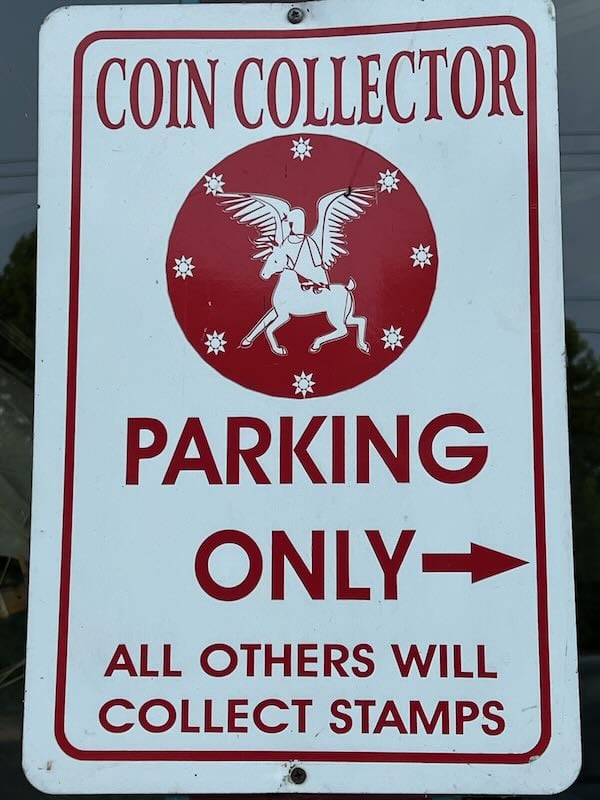 COIN COLLECTOR
PARKING
ONLY→
ALL OTHERS WILL
COLLECT STAMPS